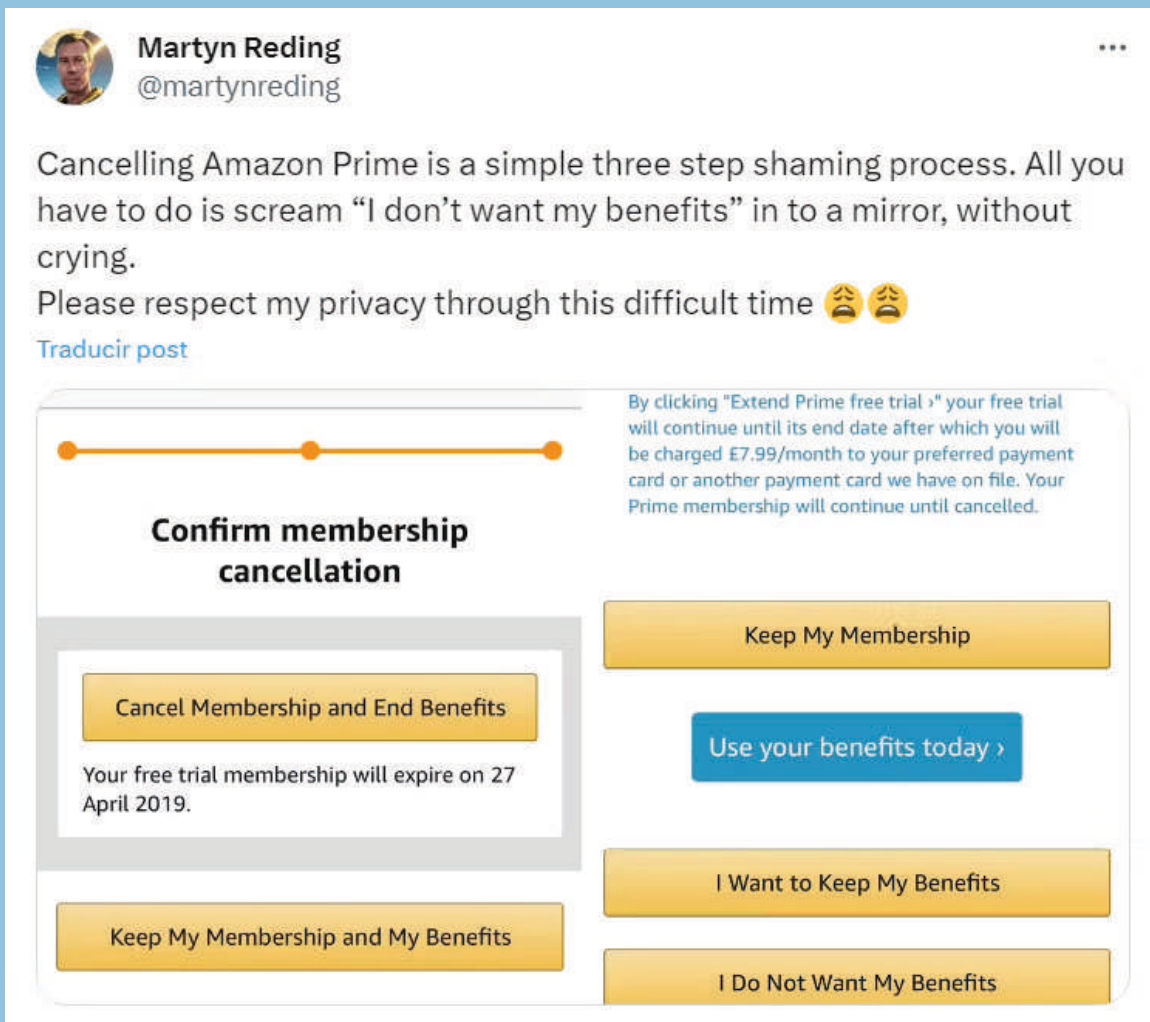 Martyn Reding
@martynreding
Cancelling Amazon Prime is a simple three step shaming process. All you
have to do is scream “I don’t want my benefits” in to a mirror, without
crying.
Please respect my privacy through this difficult time 😩😩
Traducir post
Confirm membership
cancellation
Cancel Membership and End Benefits
Your free trial membership will expire on 27
April 2019.
Keep My Membership and My Benefits
By clicking "Extend Prime free trial ›" your free trial
will continue until its end date after which you will
be charged £7.99/month to your preferred payment
card or another payment card we have on file. Your
Prime membership will continue until cancelled.
Keep My Membership
Use your benefits today ›
I Want to Keep My Benefits
I Do Not Want My Benefits